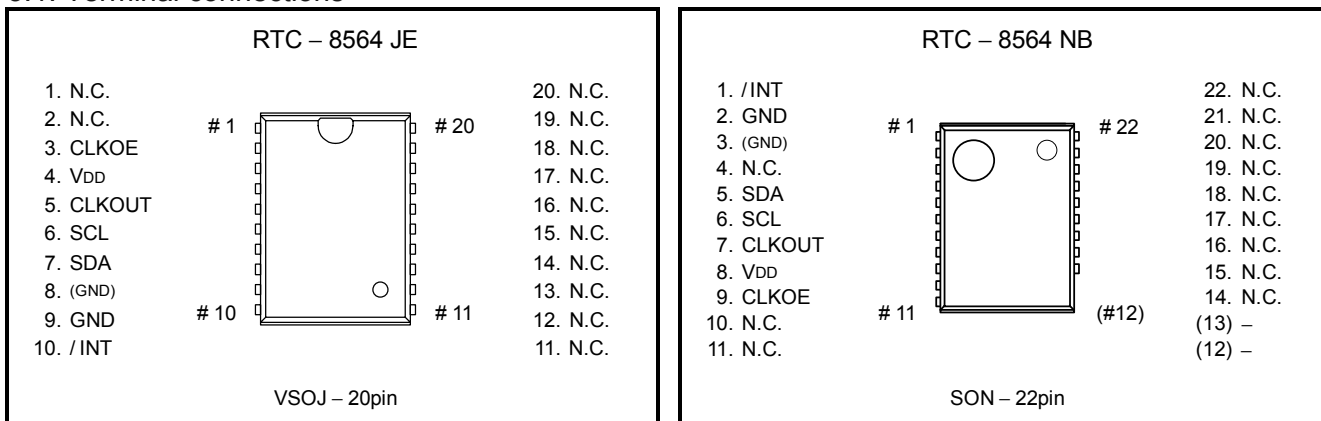 RTC – 8564 JE
1. N.C.
2. N.C.
3. CLKOE
4. VDD
5. CLKOUT
6. SCL
7. SDA
8. (GND)
9. GND
10. / INT
# 1
# 10
# 20
# 11
20. N.C.
19. N.C.
18. N.C.
17. N.C.
16. N.C.
15. N.C.
14. N.C.
13. N.C.
12. N.C.
11. N.C.
VSOJ – 20pin
RTC – 8564 NB
1. / INT
2. GND
3. (GND)
4. N.C.
5. SDA
6. SCL
7. CLKOUT
8. VDD
9. CLKOE
10. N.C.
11. N.C.
# 1
# 11
# 22
(#12)
22. N.C.
21. N.C.
20. N.C.
19. N.C.
18. N.C.
17. N.C.
16. N.C.
15. N.C.
14. N.C.
(13) –
(12) –
SON – 22pin